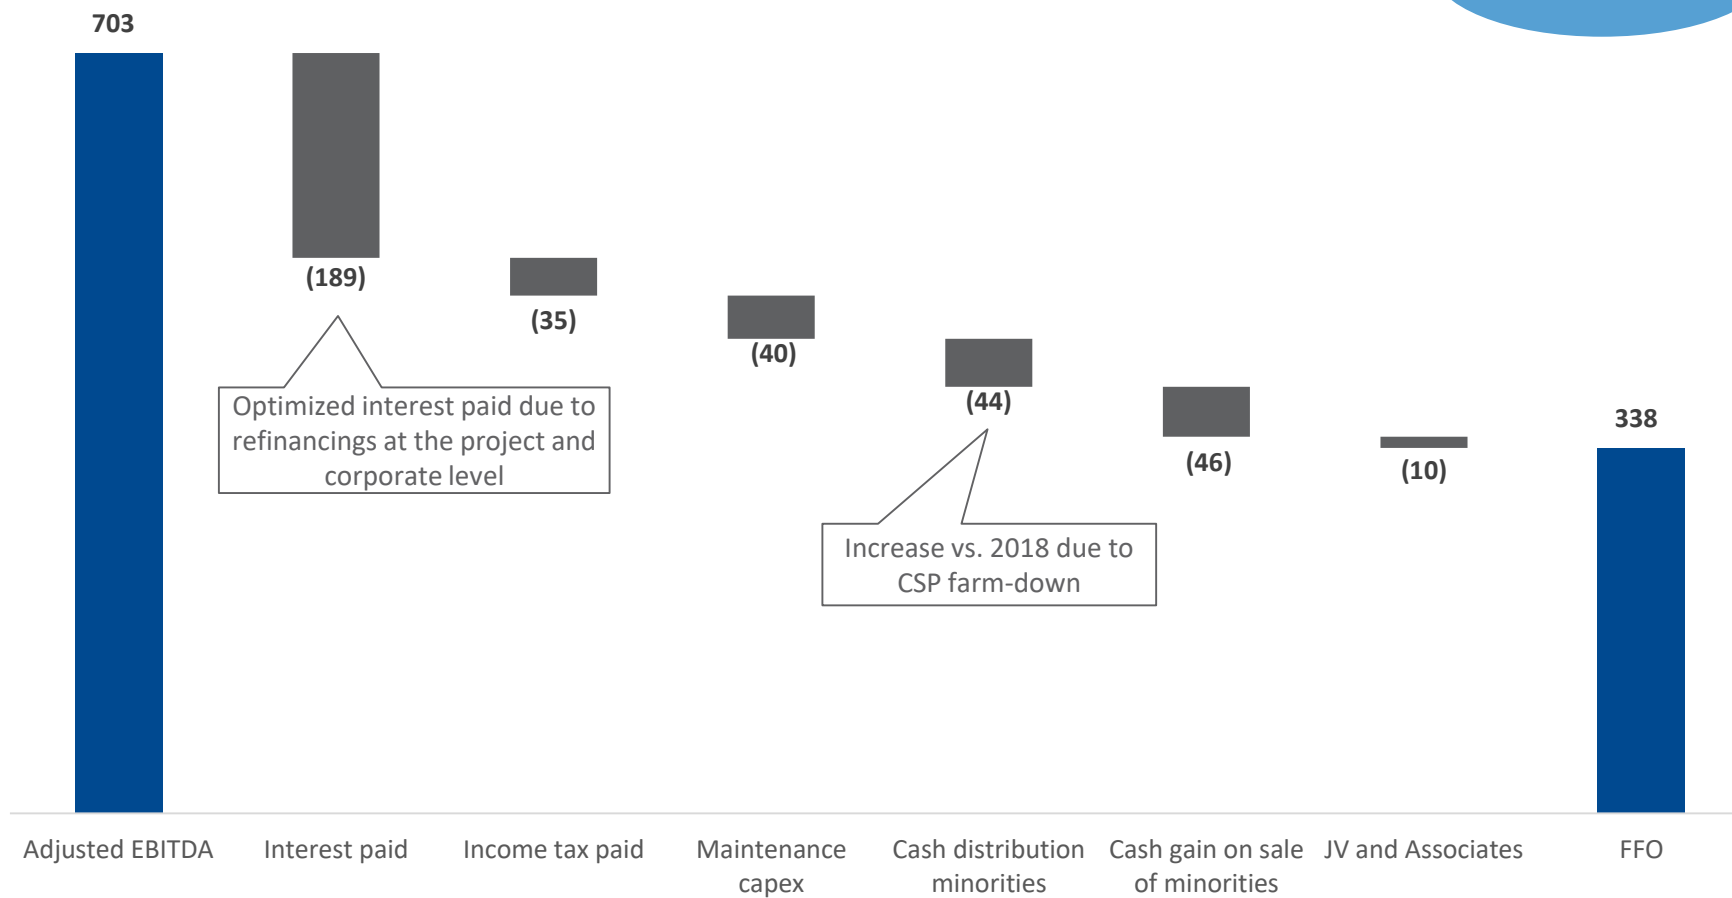 703
(189)
(35)
(40)
(44)
(46)
(10)
338
Optimized interest paid due to
refinancings at the project and
corporate level
Increase vs. 2018 due to
CSP farm-down
Adjusted EBITDA
Interest paid
Income tax paid
Maintenance
capex
Cash distribution
minorities
Cash gain on sale
of minorities
JV and Associates
FFO